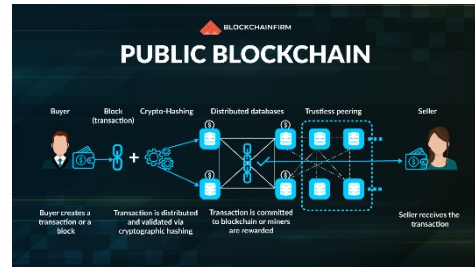 BLOCKCHAINFIRM
PUBLIC BLOCKCHAIN
Buyer
Block
(transaction)
Crypto-Hashing
Distributed databases
Trustless peering
Seller
Buyer creates a
transaction or a
block
Transaction is distributed
and validated via
cryptographic hashing
Transaction is committed
to blockchain or miners
are rewarded
Seller receives the
transaction